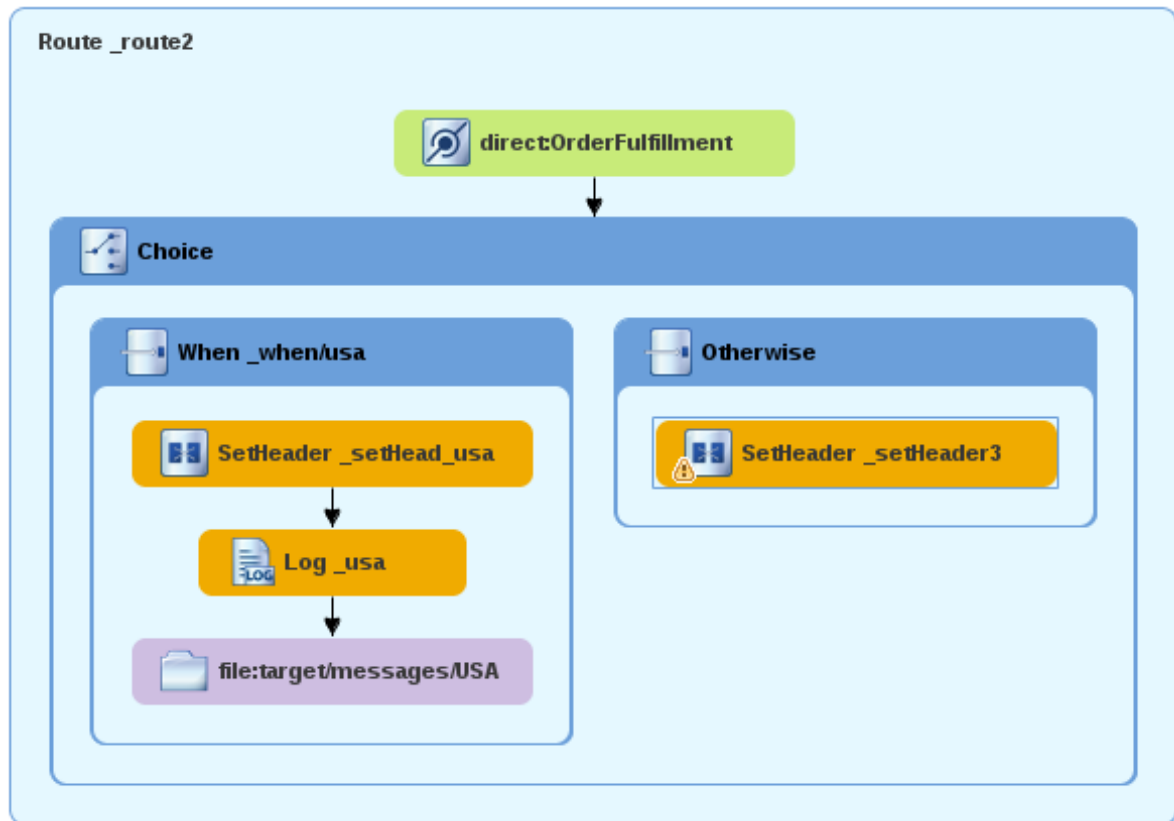 Route _route2
direct:OrderFulfillment
Choice
When _when/usa
Otherwise
SetHeader _setHead_usa
SetHeader _setHeader3
LOG
Log _usa
file:target/messages/USA